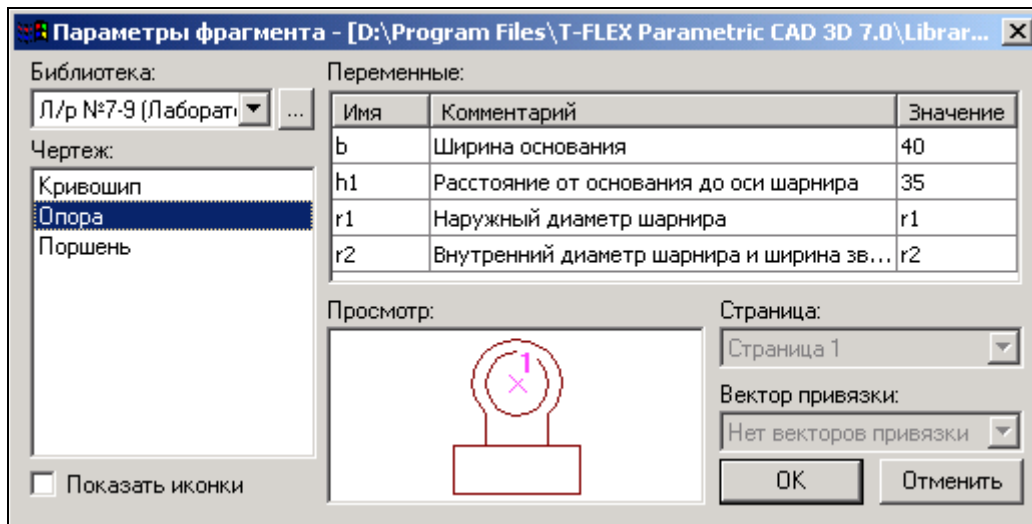 Параметры фрагмента - [D:\Program Files\T-FLEX Parametric CAD 3D 7.0\Librar...
Библиотека:
Л/р №7-9 (Лаборат
...
Чертеж:
Кривошип
Опора
Поршень
Показать иконки
Переменные:
Имя Комментарий Значение
b Ширина основания 40
h1 Расстояние от основания до оси шарнира 35
r1 Наружный диаметр шарнира r1
r2 Внутренний диаметр шарнира и ширина зв... r2
Просмотр:
1
Страница:
Страница 1
Вектор привязки:
Нет векторов привязки
OK Отменить